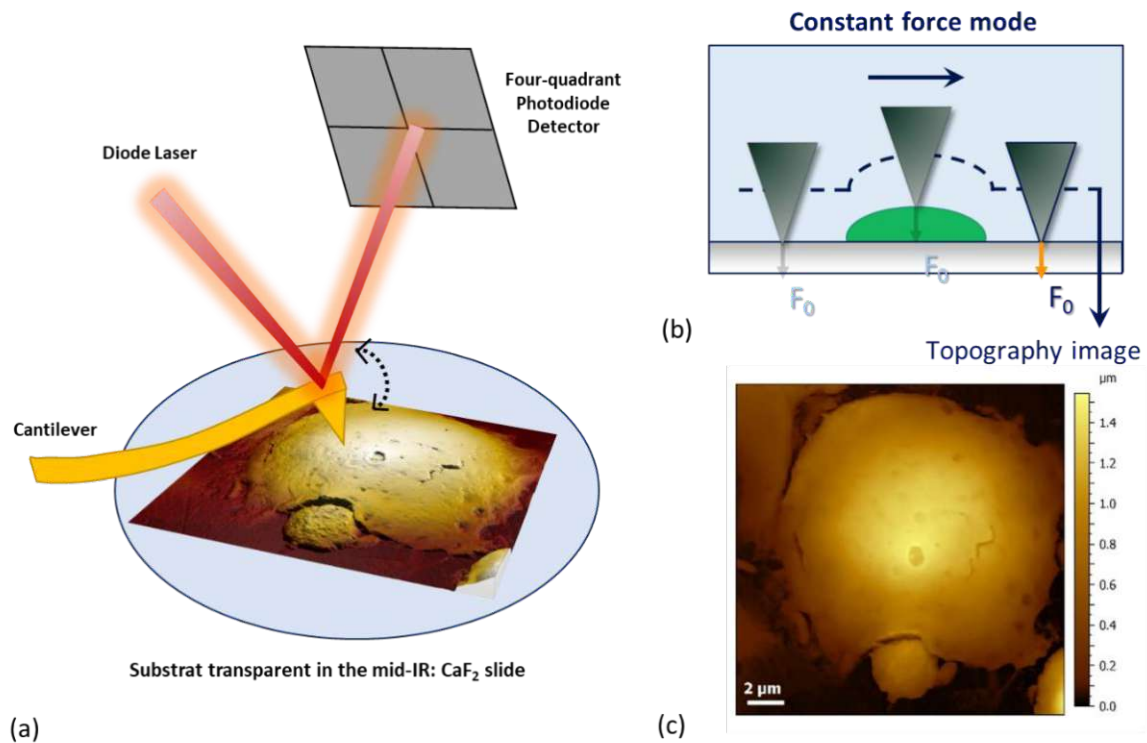 Four-quadrant
Photodiode
Detector
Diode Laser
Cantilever
Substrat transparent in the mid-IR: CaF₂ slide
(a)
Constant force mode
F₀
F₀
F₀
(b)
Topography image
µm
1.4
1.2
1.0
0.8
0.6
0.4
0.2
0.0
2 µm
(c)